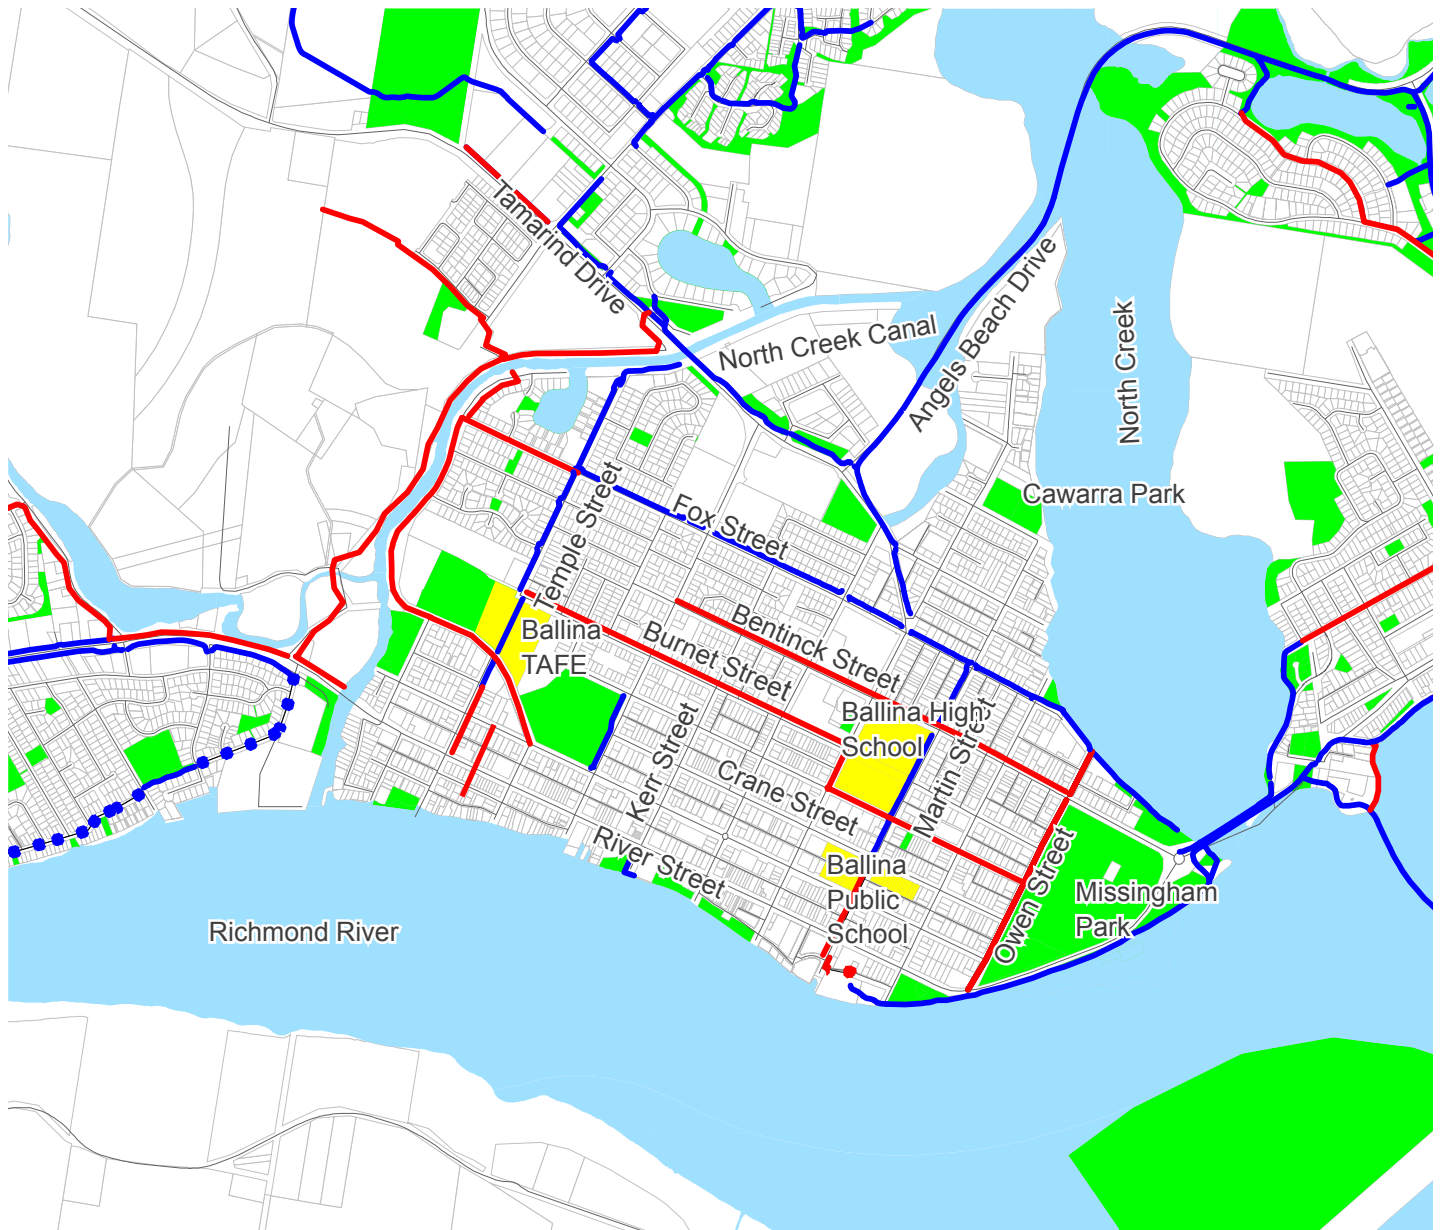 Tamarind Drive
North Creek Canal
Angels Beach Drive
North Creek
Cawarra Park
Fox Street
Temple Street
Bentinck Street
Burnet Street
Ballina
TAFE
Ballina High
School
Martin Street
Kerr Street
Crane Street
River Street
Ballina
Public
School
Owen Street
Missingham
Park
Richmond River